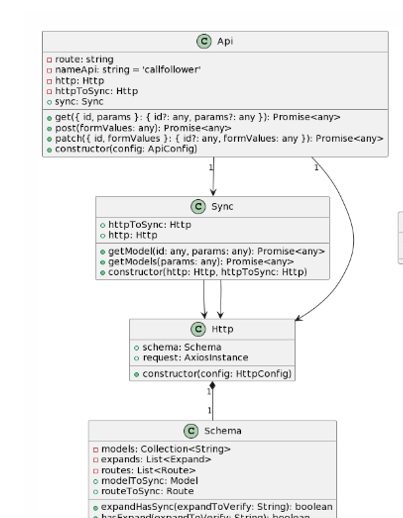 C Api
route: string
nameApi: string = 'callfollower'
http: Http
httpToSync: Http
sync: Sync
get({ id, params }: { id?: any, params?: any }): Promise<any>
post(formValues: any): Promise<any>
patch({ id, formValues }: { id?: any, formValues: any }): Promise<any>
constructor(config: ApiConfig)
1
1
C Sync
httpToSync: Http
http: Http
getModel(id: any, params: any): Promise<any>
getModels(params: any): Promise<any>
constructor(http: Http, httpToSync: Http)
C Http
schema: Schema
request: AxiosInstance
constructor(config: HttpConfig)
1
1
C Schema
models: Collection<String>
expands: List<Expand>
routes: List<Route>
modelToSync: Model
routeToSync: Route
expandHasSync(expandToVerify: String): boolean
hasExpand(expandToVerify: String): boolean